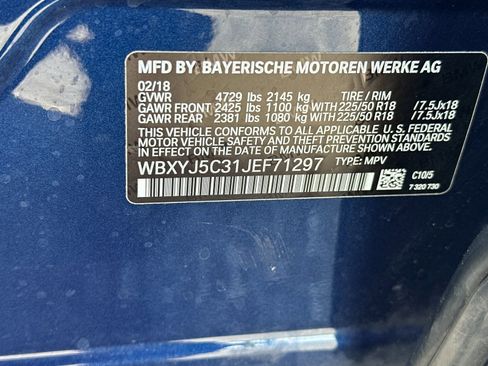 MFD BY: BAYERISCHE MOTOREN WERKE AG
02/18
GVWR 4729 lbs 2145 kg TIRE / RIM
GAWR FRONT 2425 lbs 1100 kg WITH 225/50 R18 /7.5Jx18
GAWR REAR 2381 lbs 1080 kg WITH 225/50 R18 /7.5Jx18
THIS VEHICLE CONFORMS TO ALL APPLICABLE U. S. FEDERAL
MOTOR VEHICLE SAFETY AND THEFT PREVENTION STANDARDS
IN EFFECT ON THE DATE OF MANUFACTURE SHOWN ABOVE.
WBXYJ5C31JEF71297 TYPE: MPV
C10/5
7 320 730